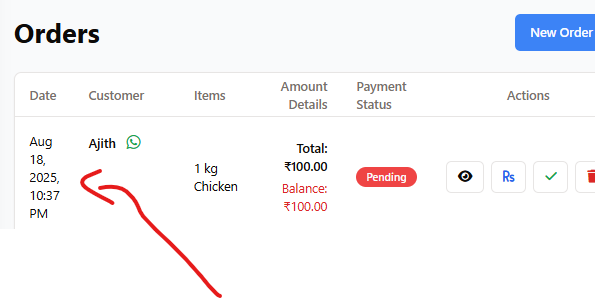 Orders
New Order
Date Customer Items Amount Details Payment Status Actions
Aug 18, 2025, 10:37 PM
Ajith
1 kg Chicken
Total: ₹100.00
Balance: ₹100.00
Pending
₨